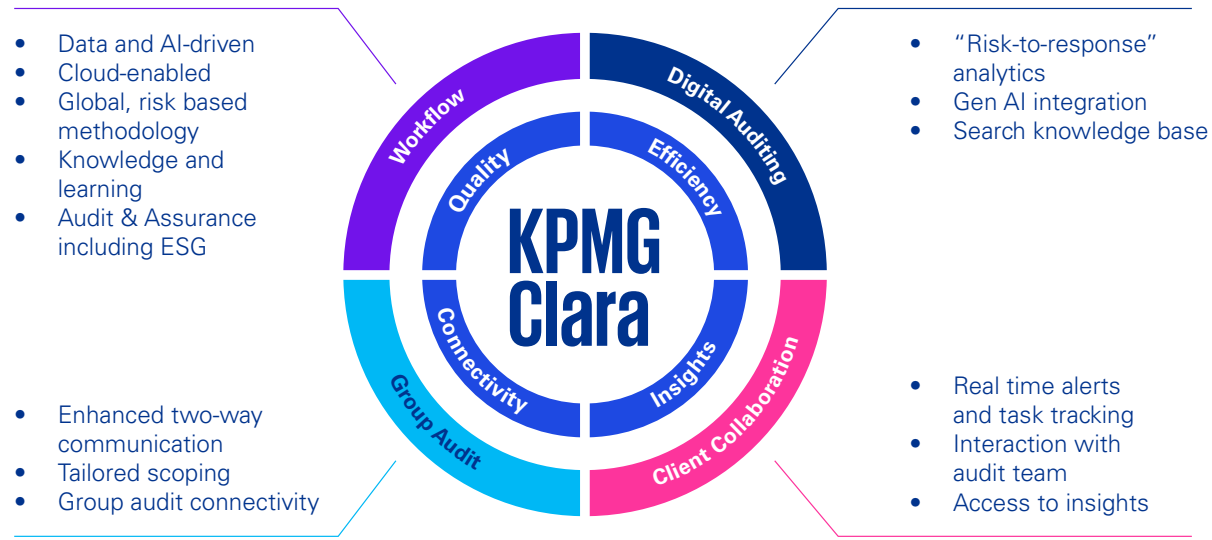 • Data and AI-driven
• Cloud-enabled
• Global, risk based
methodology
• Knowledge and
learning
• Audit & Assurance
including ESG
Workflow
Digital Auditing
Quality
Efficiency
KPMG
Clara
Connectivity
Insights
Group Audit
Client Collaboration
• “Risk-to-response”
analytics
• Gen AI integration
• Search knowledge base
• Enhanced two-way
communication
• Tailored scoping
• Group audit connectivity
• Real time alerts
and task tracking
• Interaction with
audit team
• Access to insights